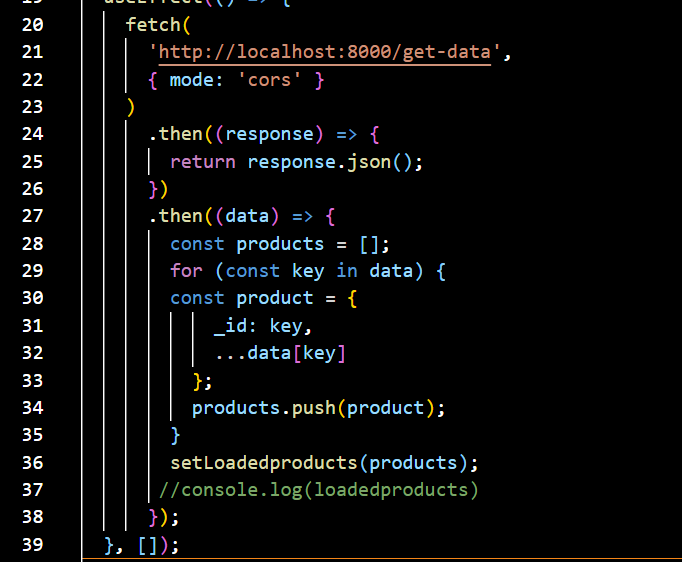 19 useEffect(() => {
20 fetch(
21 'http://localhost:8000/get-data',
22 { mode: 'cors' }
23 )
24 .then((response) => {
25 return response.json();
26 })
27 .then((data) => {
28 const products = [];
29 for (const key in data) {
30 const product = {
31 _id: key,
32 ...data[key]
33 };
34 products.push(product);
35 }
36 setLoadedproducts(products);
37 //console.log(loadedproducts)
38 });
39 }, []);